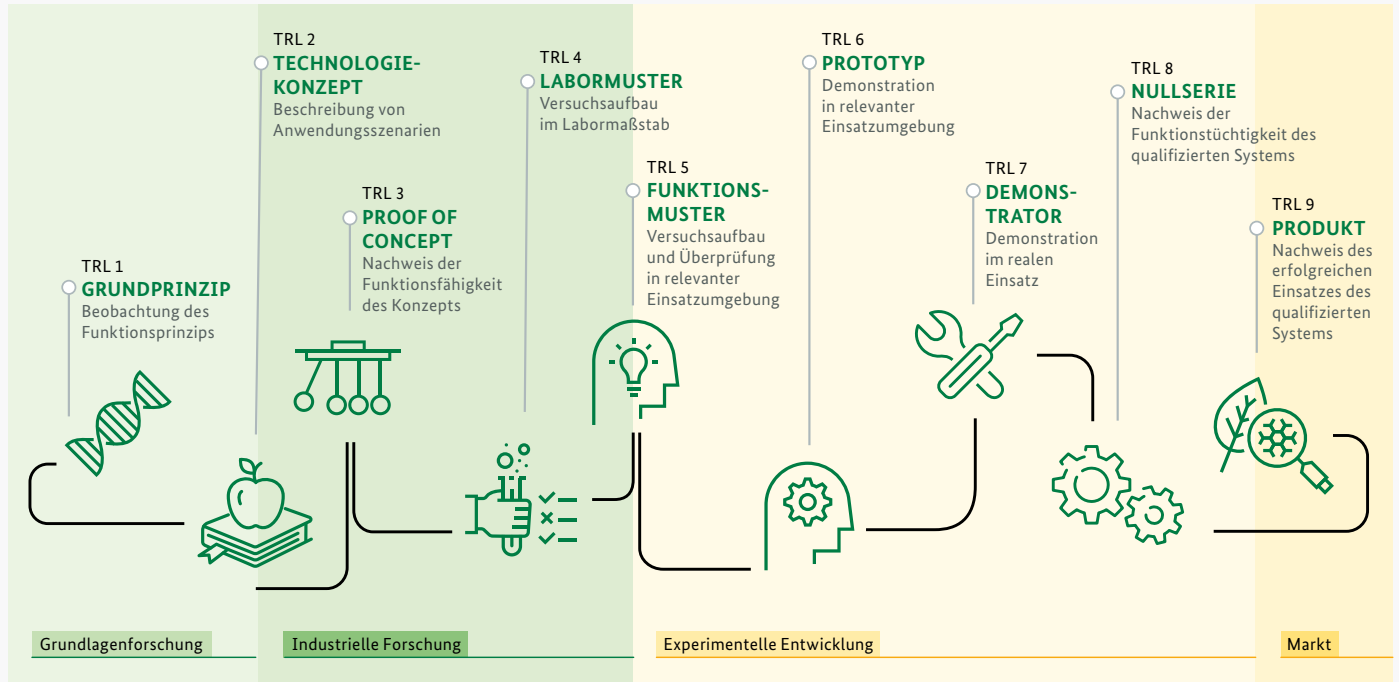 TRL 1
GRUNDPRINZIP
Beobachtung des
Funktionsprinzips
TRL 2
TECHNOLOGIE-
KONZEPT
Beschreibung von
Anwendungsszenarien
TRL 3
PROOF OF
CONCEPT
Nachweis der
Funktionsfähigkeit
des Konzepts
TRL 4
LABORMUSTER
Versuchsaufbau
im Labormaßstab
TRL 5
FUNKTIONS-
MUSTER
Versuchsaufbau
und Überprüfung
in relevanter
Einsatzumgebung
TRL 6
PROTOTYP
Demonstration
in relevanter
Einsatzumgebung
TRL 7
DEMONS-
TRATOR
Demonstration
im realen
Einsatz
TRL 8
NULLSERIE
Nachweis der
Funktionstüchtigkeit des
qualifizierten Systems
TRL 9
PRODUKT
Nachweis des
erfolgreichen
Einsatzes des
qualifizierten
Systems
Grundlagenforschung
Industrielle Forschung
Experimentelle Entwicklung
Markt